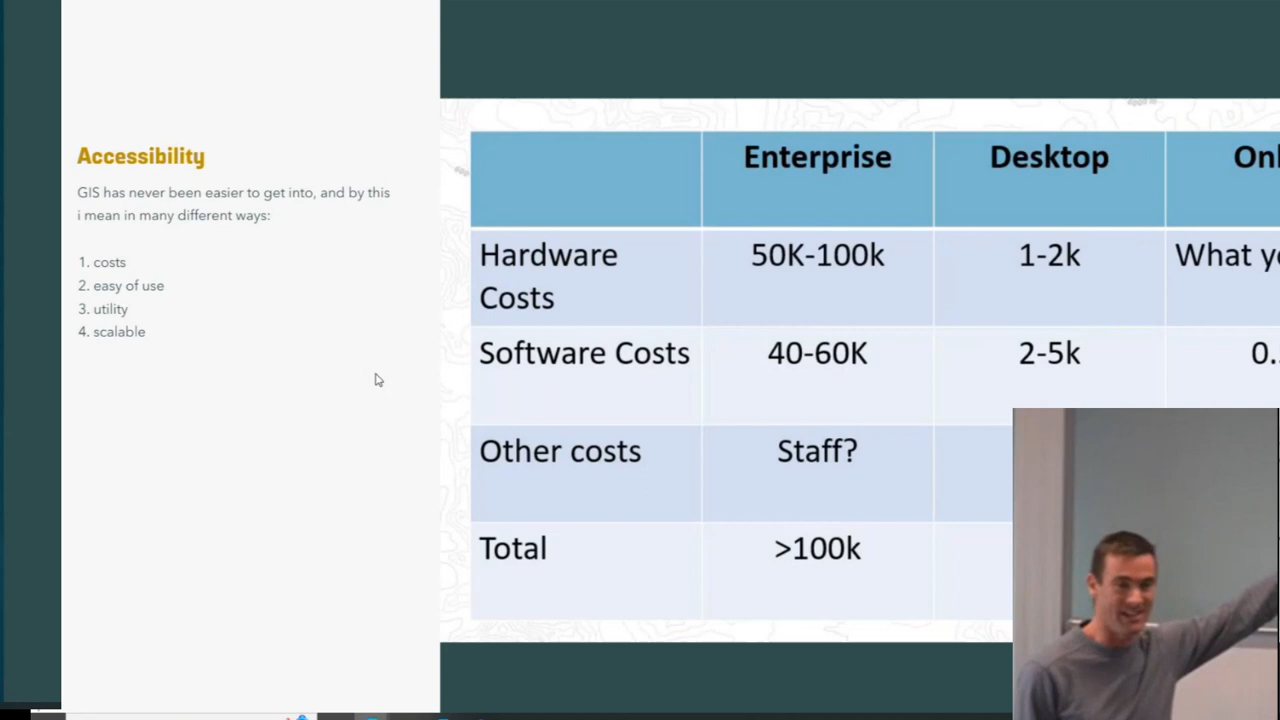 Accessibility
GIS has never been easier to get into, and by this
i mean in many different ways:
1. costs
2. easy of use
3. utility
4. scalable
Enterprise Desktop
Hardware Costs 50K-100k 1-2k What
Software Costs 40-60K 2-5k
Other costs Staff?
Total >100k